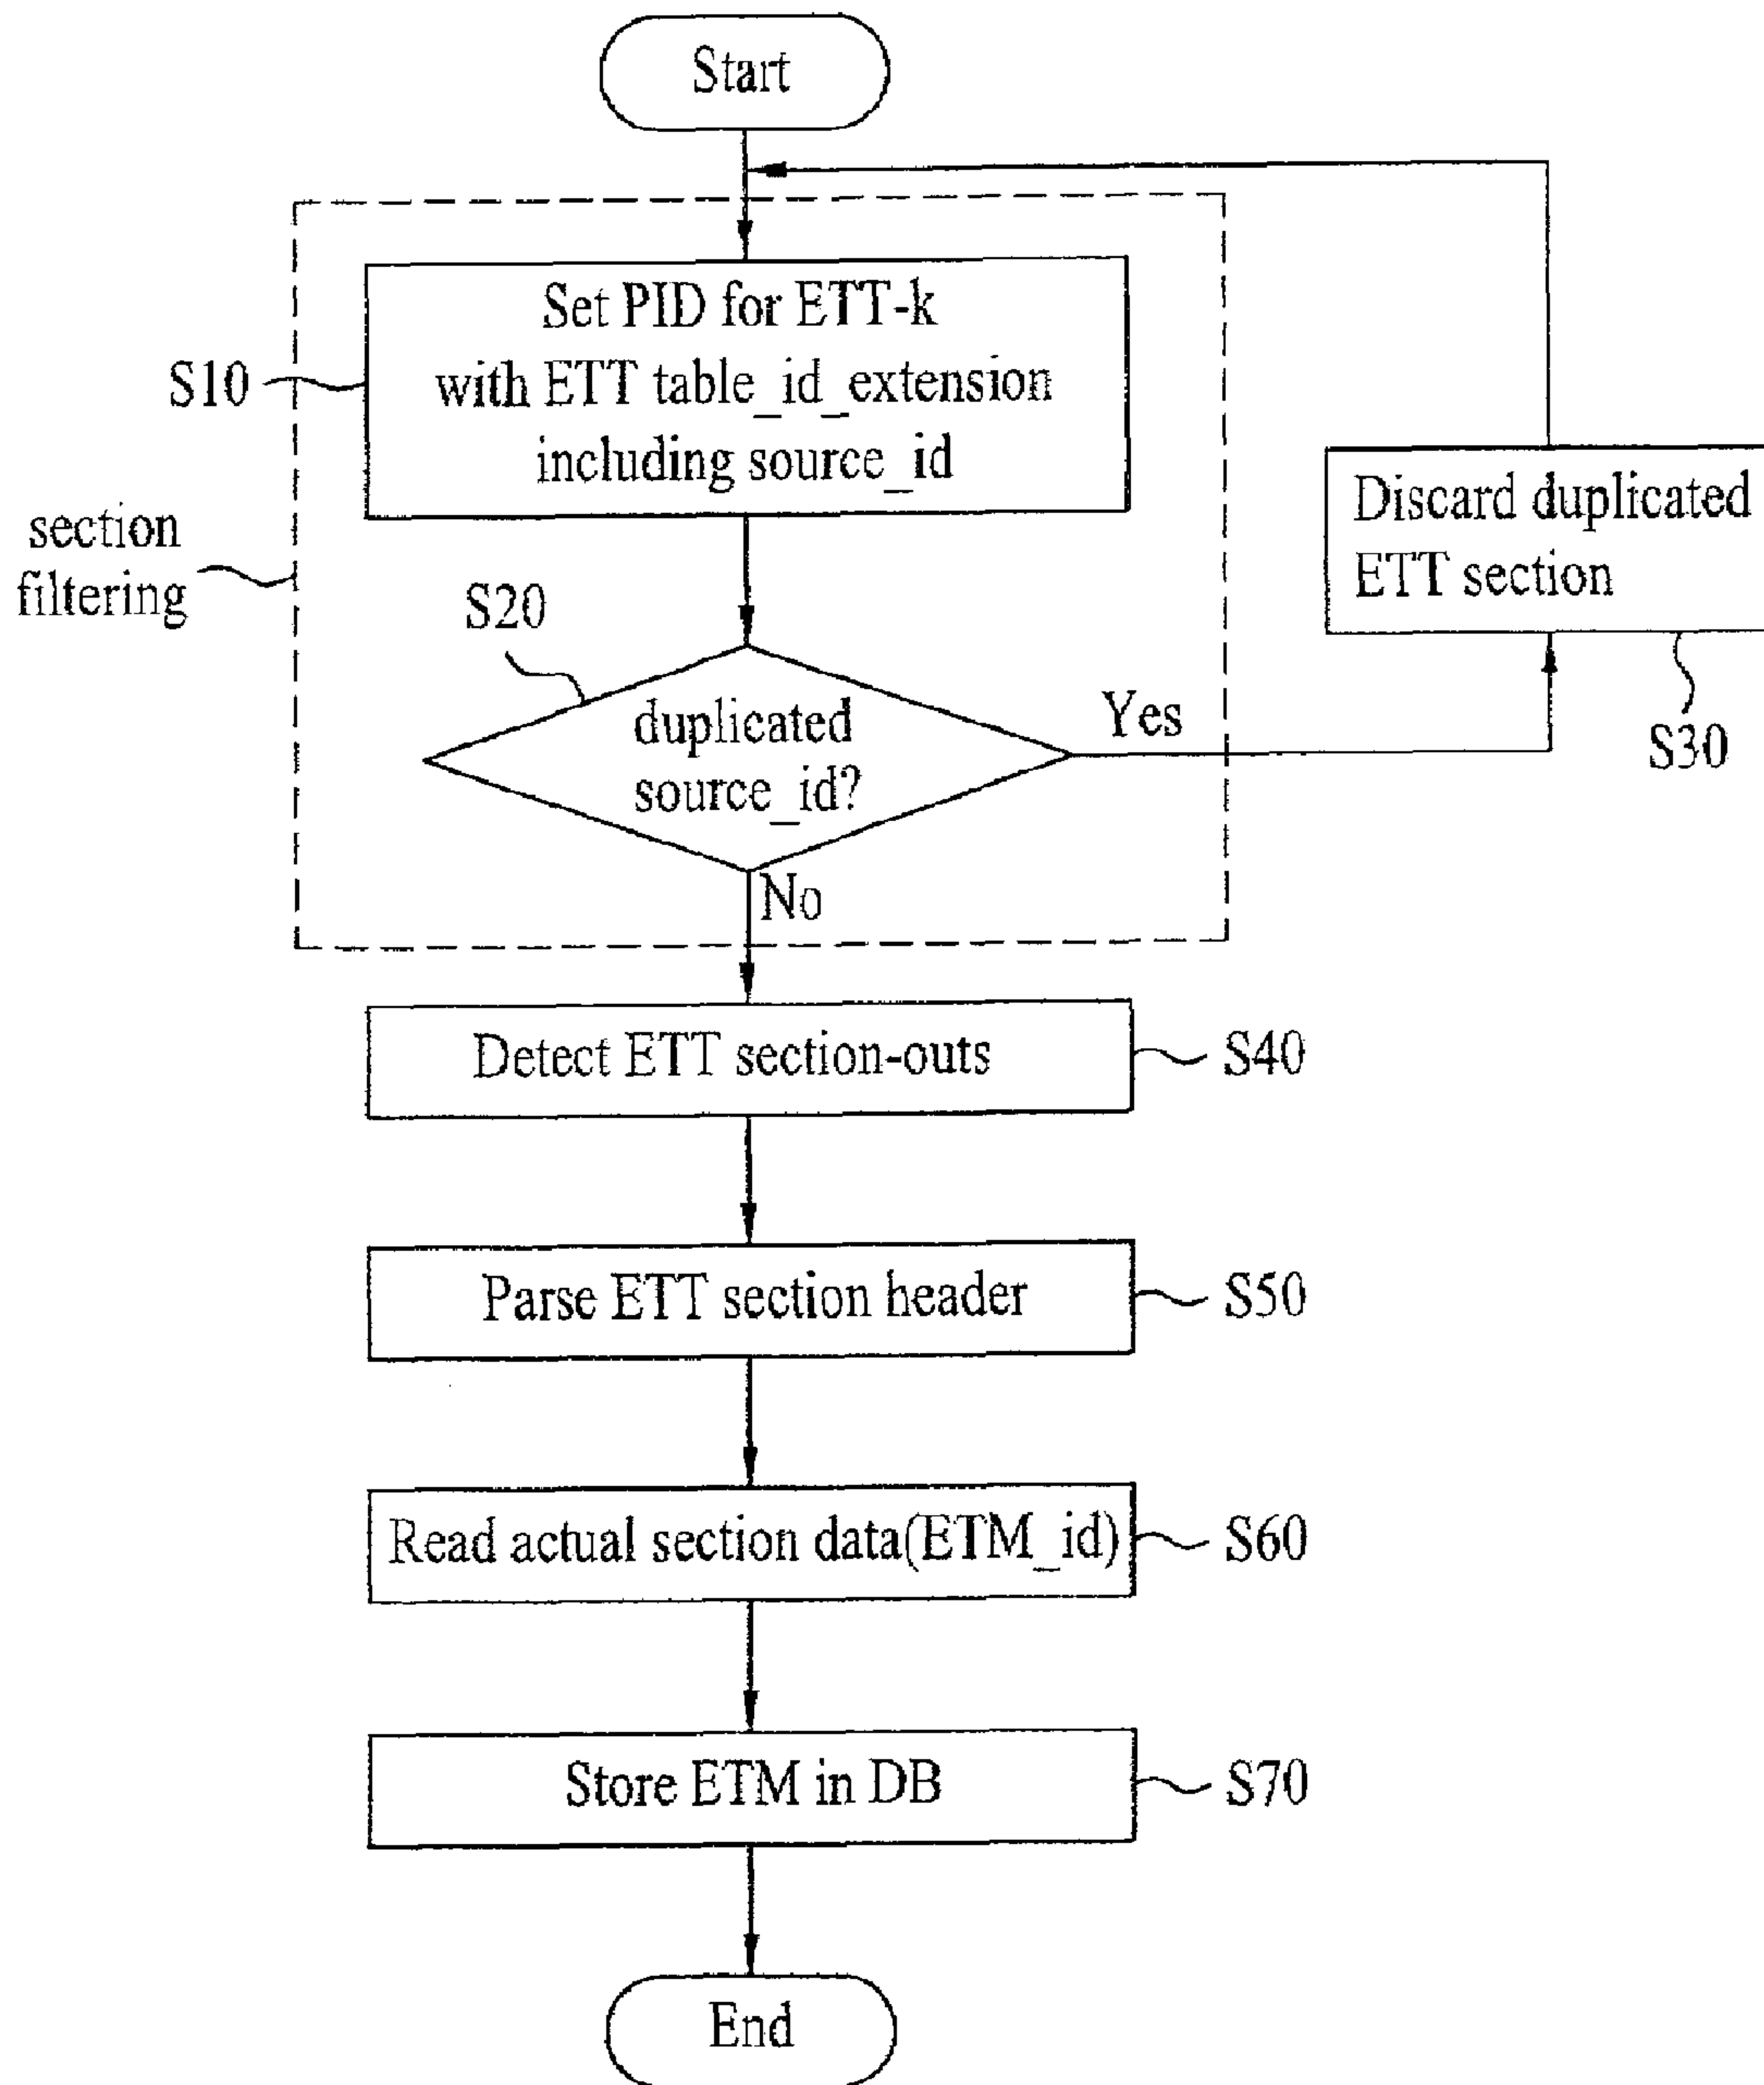 Start
Set PID for ETT-k
with ETT table_id_extension
including source_id
S10
section
filtering
Discard duplicated
ETT section
S30
S20
duplicated
source_id?
Yes
No
Detect ETT section-outs
S40
Parse ETT section header
S50
Read actual section data(ETM_id)
S60
Store ETM in DB
S70
End